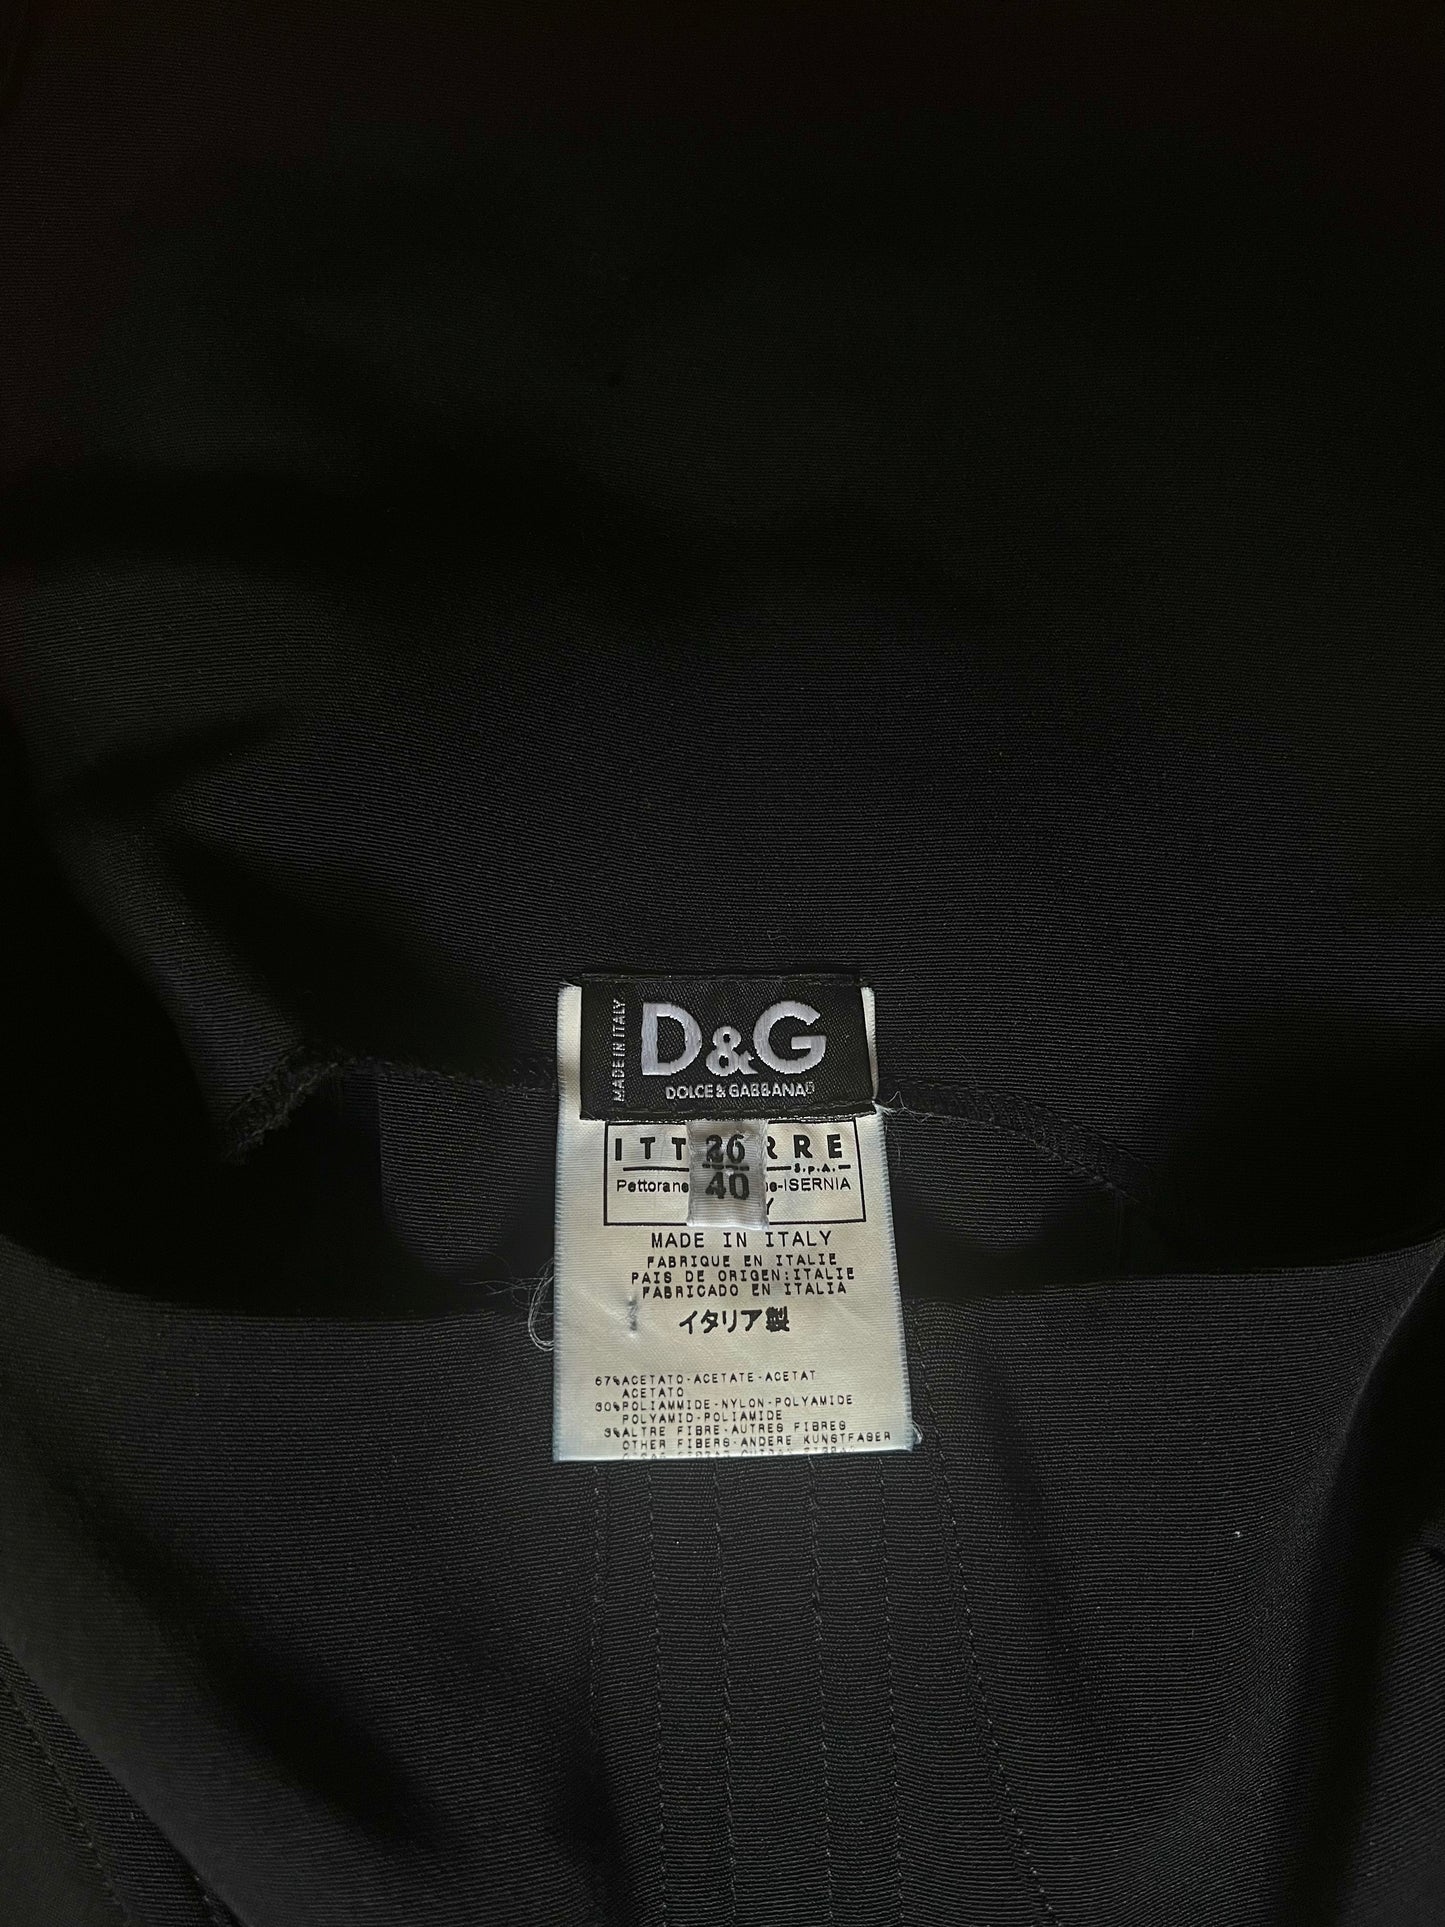 MADE IN ITALY
D&G
DOLCE & GABBANA
26
40
S.p.A.
-ISERNIA
MADE IN ITALY
FABRIQUE EN ITALIE
PAIS DE ORIGEN:ITALIE
FABRICADO EN ITALIA
イタリア製
67%ACETATO-ACETATE-ACETAT
ACETATO
30%POLIAMMIDE-NYLON-POLYAMIDE
POLYAMID-POLIAMIDE
3%ALTRE FIBRE-AUTRES FIBRES
OTHER FIBERS-ANDERE KUNSTFASER